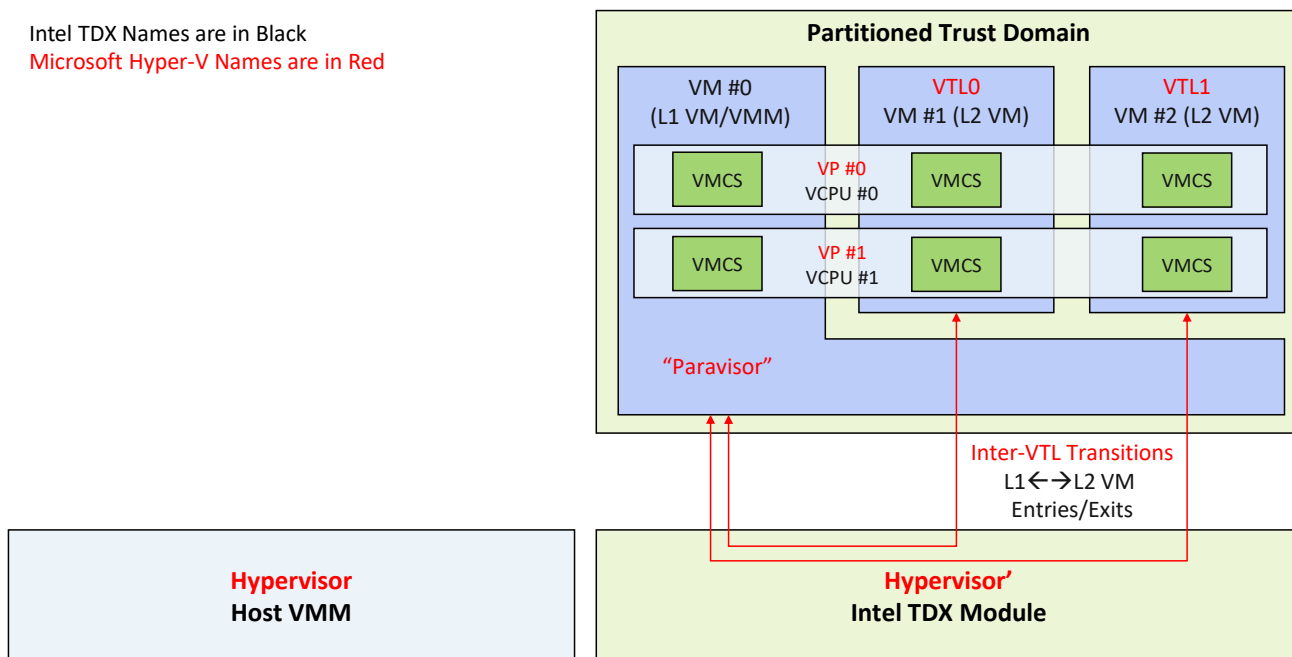 Intel TDX Names are in Black
Microsoft Hyper-V Names are in Red
Partitioned Trust Domain
VM #0
(L1 VM/VMM)
VTL0
VM #1 (L2 VM)
VTL1
VM #2 (L2 VM)
VMCS
VP #0
VCPU #0
VMCS
VMCS
VMCS
VP #1
VCPU #1
VMCS
VMCS
“Paravisor”
Inter-VTL Transitions
L1←→L2 VM
Entries/Exits
Hypervisor
Host VMM
Hypervisor’
Intel TDX Module